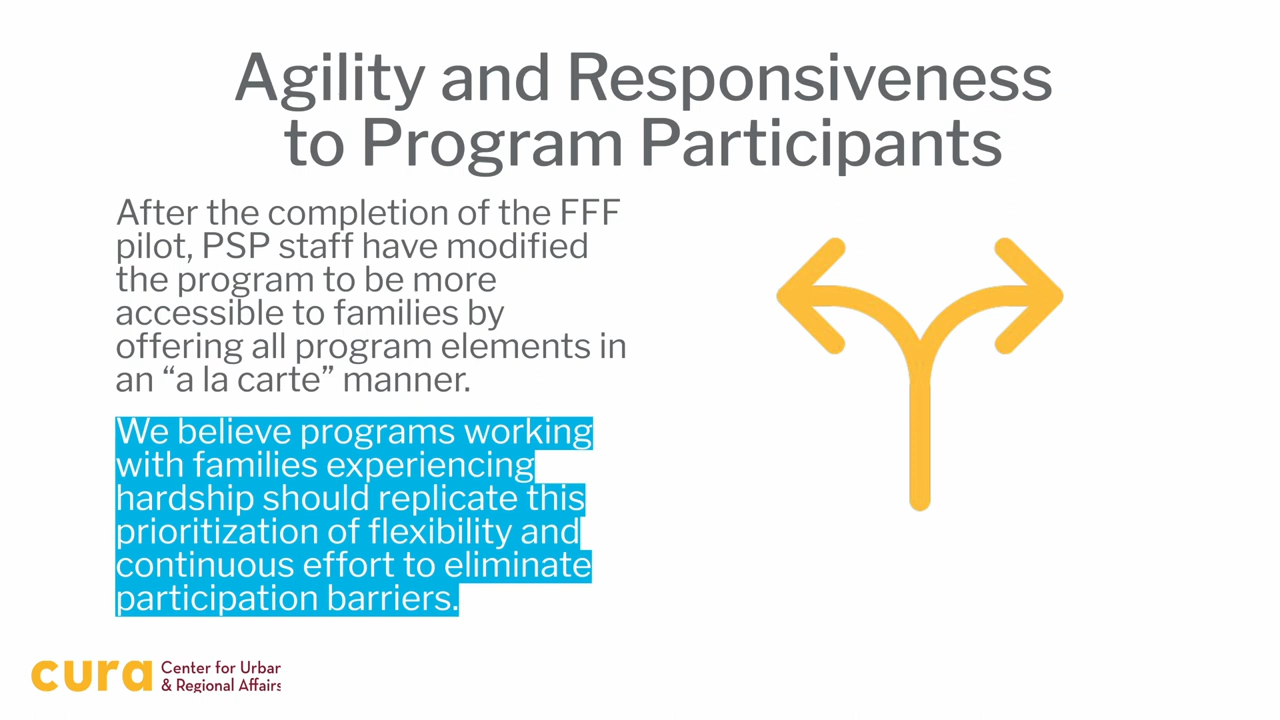 Agility and Responsiveness
to Program Participants
After the completion of the FFF
pilot, PSP staff have modified
the program to be more
accessible to families by
offering all program elements in
an “a la carte” manner.
We believe programs working
with families experiencing
hardship should replicate this
prioritization of flexibility and
continuous effort to eliminate
participation barriers.
cura Center for Urban
& Regional Affairs